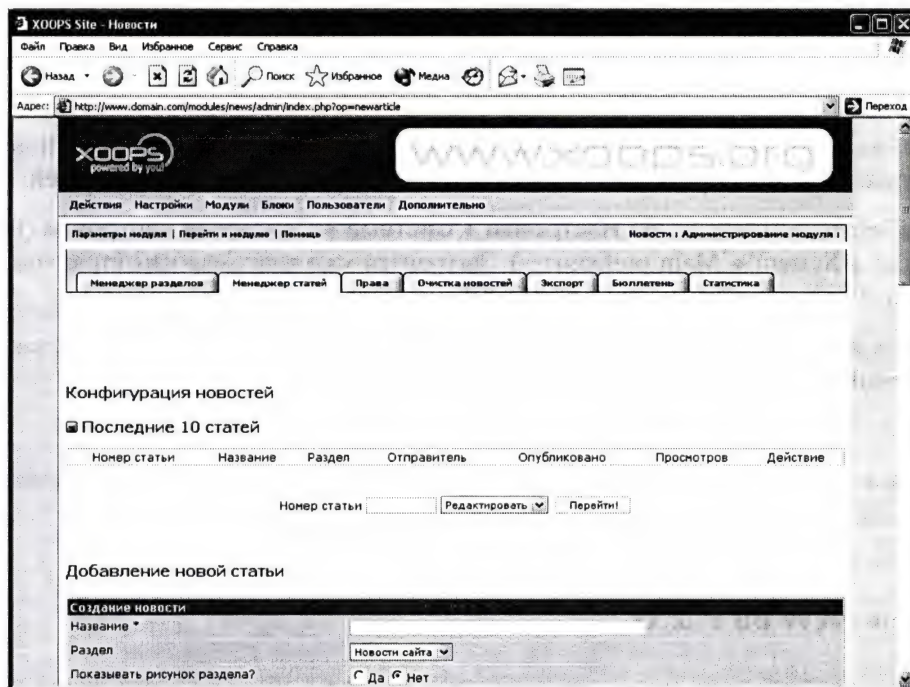 XOOPS Site - Новости
Файл Правка Вид Избранное Сервис Справка
Назад Поиск Избранное Медиа
Адрес: http://www.domain.com/modules/news/admin/index.php?op=newarticle Переход
XOOPS
powered by you!
www.xoops.org
Действия Настройки Модули Блоки Пользователи Дополнительно
Параметры модуля | Перейти к модулю | Помощь Новости : Администрирование модуля :
Менеджер разделов Менеджер статей Права Очистка новостей Экспорт Бюллетень Статистика
Конфигурация новостей
Последние 10 статей
Номер статьи Название Раздел Отправитель Опубликовано Просмотров Действие
Номер статьи Редактировать Перейти!
Добавление новой статьи
Создание новости
Название *
Раздел Новости сайта
Показывать рисунок раздела? Да Нет